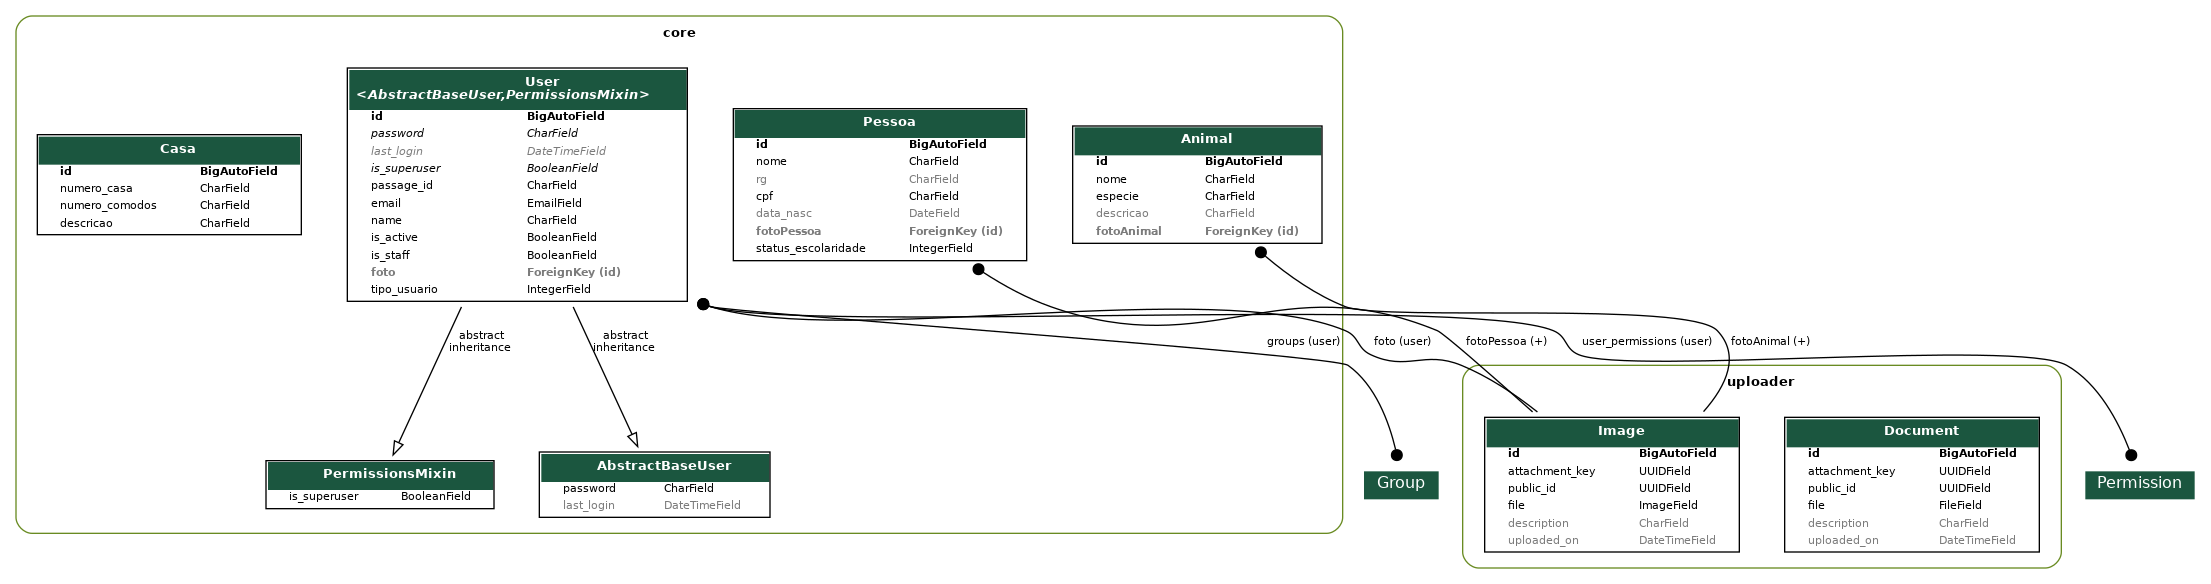 core
Casa
id BigAutoField
numero_casa CharField
numero_comodos CharField
descricao CharField
User
<AbstractBaseUser,PermissionsMixin>
id BigAutoField
password CharField
last_login DateTimeField
is_superuser BooleanField
passage_id CharField
email EmailField
name CharField
is_active BooleanField
is_staff BooleanField
foto ForeignKey (id)
tipo_usuario IntegerField
Pessoa
id BigAutoField
nome CharField
rg CharField
cpf CharField
data_nasc DateField
fotoPessoa ForeignKey (id)
status_escolaridade IntegerField
Animal
id BigAutoField
nome CharField
especie CharField
descricao CharField
fotoAnimal ForeignKey (id)
abstract
inheritance
abstract
inheritance
groups (user)
foto (user)
fotoPessoa (+)
user_permissions (user)
fotoAnimal (+)
PermissionsMixin
is_superuser BooleanField
AbstractBaseUser
password CharField
last_login DateTimeField
Group
uploader
Image
id BigAutoField
attachment_key UUIDField
public_id UUIDField
file ImageField
description CharField
uploaded_on DateTimeField
Document
id BigAutoField
attachment_key UUIDField
public_id UUIDField
file FileField
description CharField
uploaded_on DateTimeField
Permission